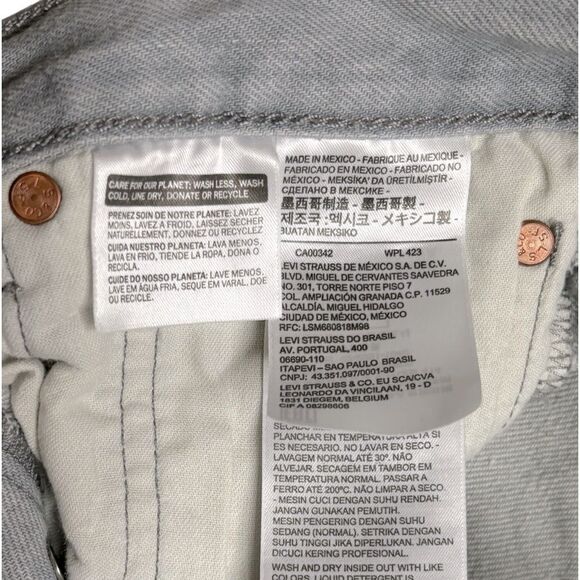 CARE FOR OUR PLANET: WASH LESS, WASH
COLD, LINE DRY, DONATE OR RECYCLE
PRENEZ SOIN DE NOTRE PLANETE: LAVEZ
MOINS, LAVEZ A FROID, LAISSEZ SECHER
NATURELLEMENT, DONNEZ OU RECYCLEZ
CUIDA NUESTRO PLANETA: LAVA MENOS,
LAVA EN FRIO, TIENDE LA ROPA, DONA O
RECICLA
CUIDE DO NOSSO PLANETA: LAVE MENOS,
LAVE EM ÁGUA FRIA, SEQUE EM VARAL, DOE
OU RECICLE
MADE IN MEXICO - FABRIQUE AU MEXIQUE -
FABRICADO EN MEXICO - FABRICADO NO
MÉXICO - MEKSİKA' DA ÜRETİLMİŞTİR -
СДЕЛАНО В МЕКСИКЕ -
墨西哥制造 - 墨西哥製 -
제조국 :멕시코 - メキシコ製 -
BUATAN MEKSIKO
CA00342 WPL 423
LEVI STRAUSS DE MÉXICO S.A. DE C.V.
BLVD. MIGUEL DE CERVANTES SAAVEDRA
NO. 301, TORRE NORTE PISO 7
COL. AMPLIACIÓN GRANADA C.P. 11529
ALCALDÍA. MIGUEL HIDALGO
CIUDAD DE MÉXICO, MÉXICO
RFC: LSM660818M98
LEVI STRAUSS DO BRASIL
AV. PORTUGAL, 400
06690-110
ITAPEVI – SAO PAULO BRASIL
CNPJ: 43.351.097/0001-90
LEVI STRAUSS & CO. EU SCA/CVA
LEONARDO DA VINCILAAN, 19 - D
1831 DIEGEM, BELGIUM
CIF A 08298606
PLANCHAR EN TEMPERATURA ALTA SI
ES NECESARIO. NO LAVAR EN SECO. -
LAVAGEM NORMAL ATÉ 30º. NÃO
ALVEJAR. SECAGEM EM TAMBOR EM
TEMPERATURA NORMAL. PASSAR A
FERRO ATÉ 200ºC. NÃO LIMPAR A SECO. -
MESIN CUCI DENGAN SUHU RENDAH.
JANGAN GUNAKAN PEMUTIH.
MESIN PENGERING DENGAN SUHU
SEDANG (NORMAL). SETRIKA DENGAN
SUHU TINGGI JIKA DIPERLUKAN. JANGAN
DICUCI KERING PROFESIONAL.
WASH AND DRY INSIDE OUT WITH LIKE
COLORS. LIQUID DETERGENT IS